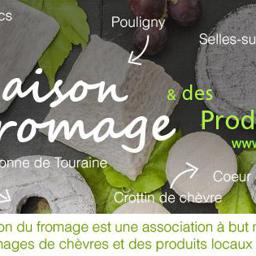 cs
Pouligny
Selles-su
aison
& des
romage
Prod
www.
onne de Touraine
Coeur
Crottin de chèvre
on du fromage est une association à but n
mages de chèvres et des produits locaux